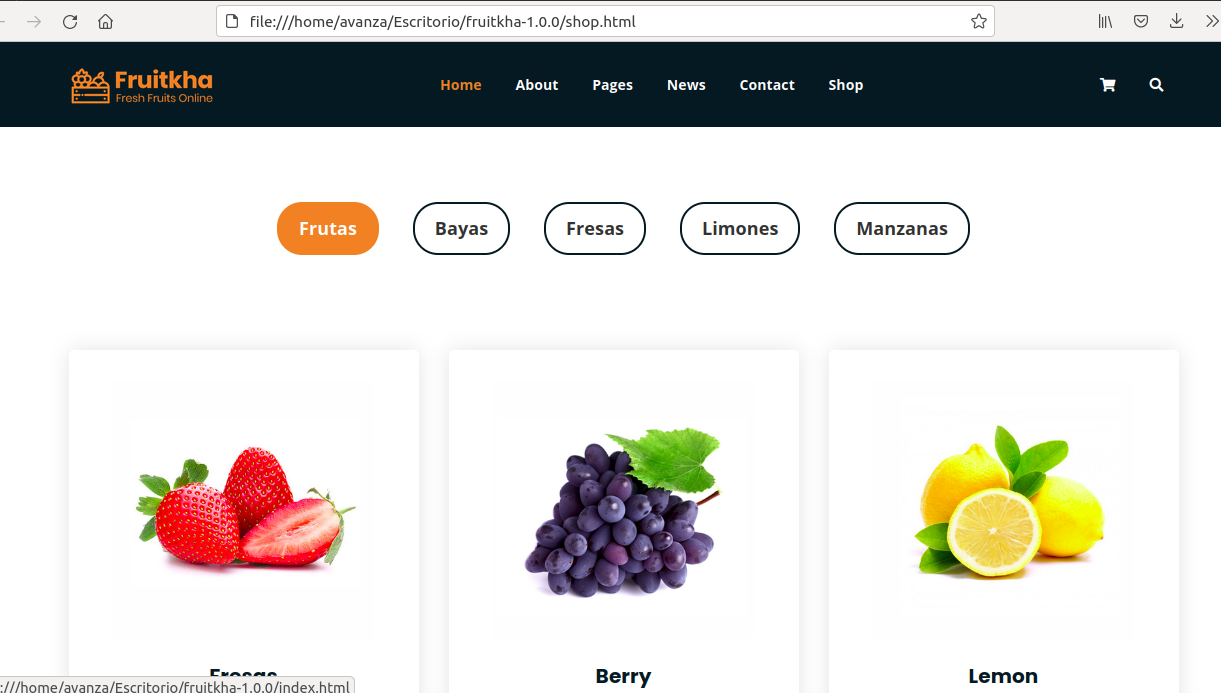 file:///home/avanza/Escritorio/fruitkha-1.0.0/shop.html
Fruitkha
Fresh Fruits Online
Home About Pages News Contact Shop
Frutas Bayas Fresas Limones Manzanas
Fresas Berry Lemon
:///home/avanza/Escritorio/fruitkha-1.0.0/index.html